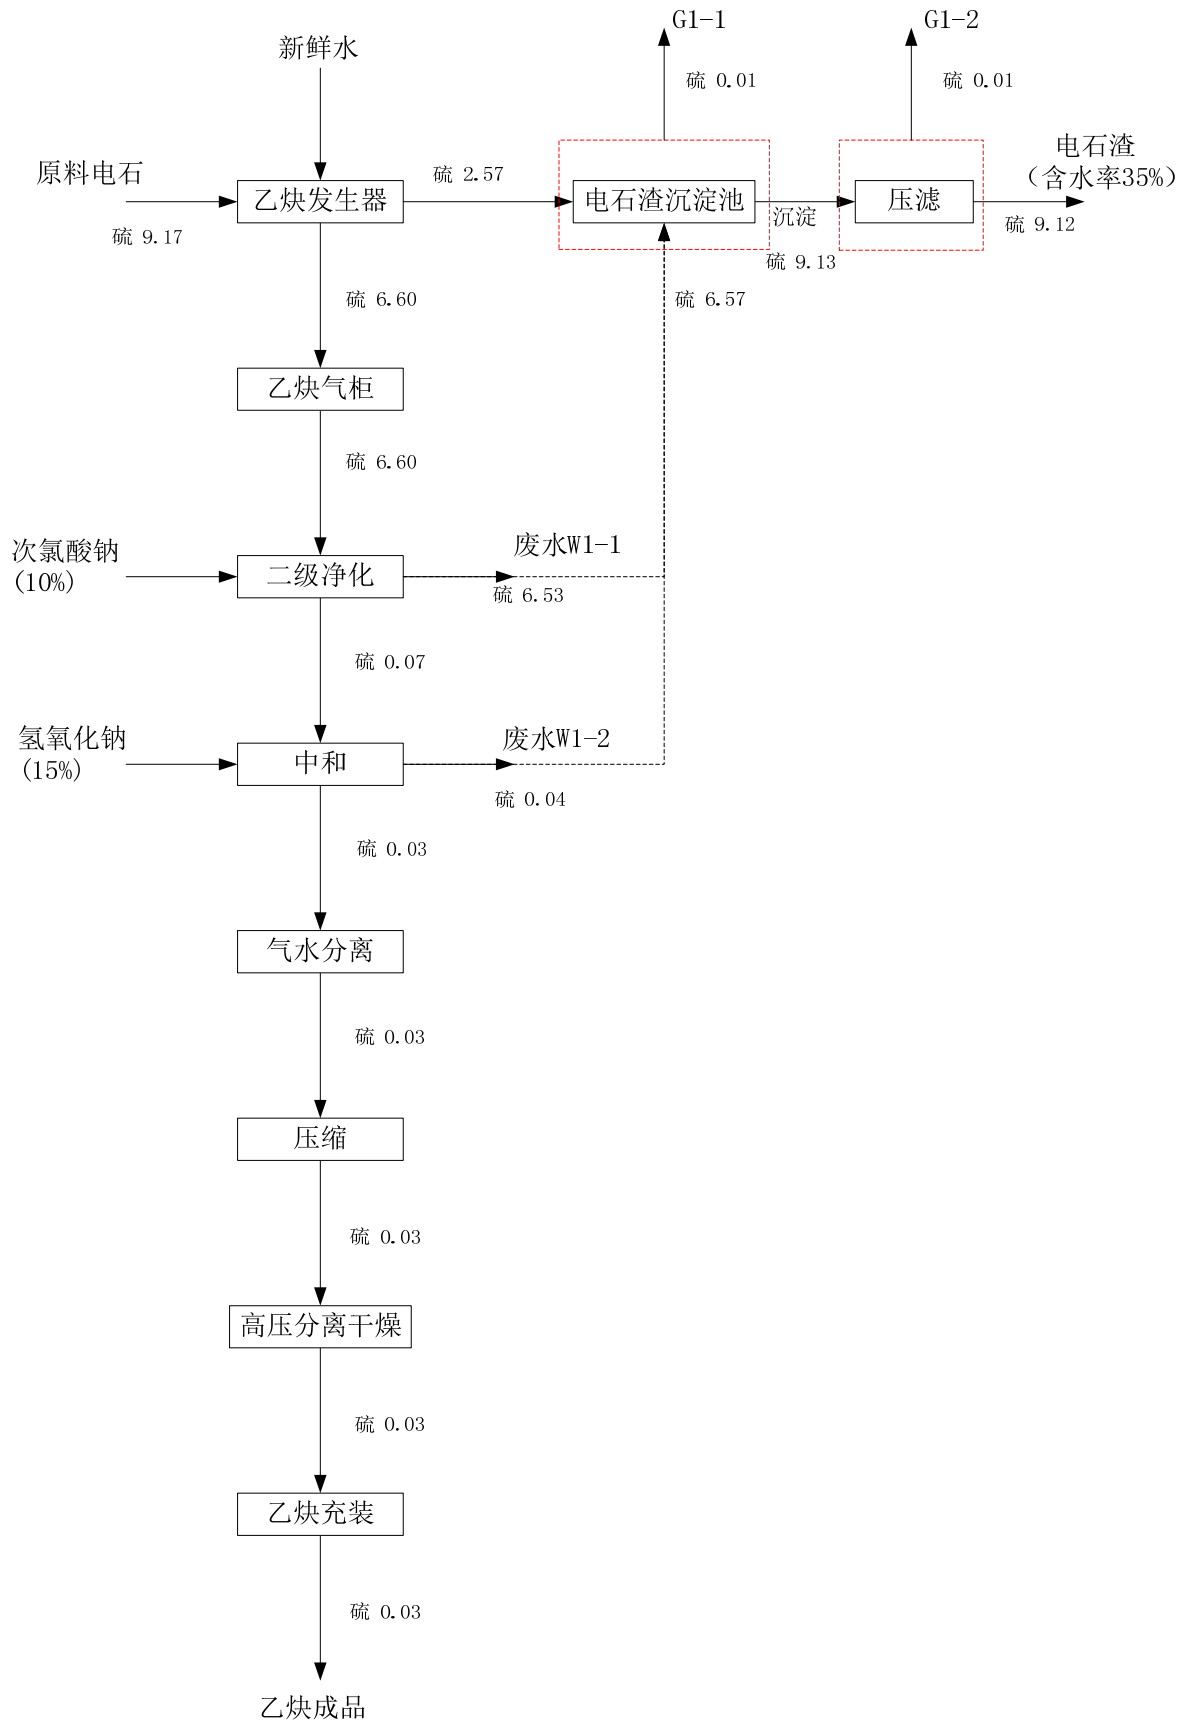 G1-1
G1-2
新鲜水
硫 0.01
硫 0.01
原料电石
硫 2.57
电石渣
(含水率35%)
乙炔发生器
电石渣沉淀池
沉淀
压滤
硫 9.17
硫 9.12
硫 9.13
硫 6.60
硫 6.57
乙炔气柜
硫 6.60
次氯酸钠
(10%)
废水W1-1
二级净化
硫 6.53
硫 0.07
氢氧化钠
(15%)
废水W1-2
中和
硫 0.04
硫 0.03
气水分离
硫 0.03
压缩
硫 0.03
高压分离干燥
硫 0.03
乙炔充装
硫 0.03
乙炔成品